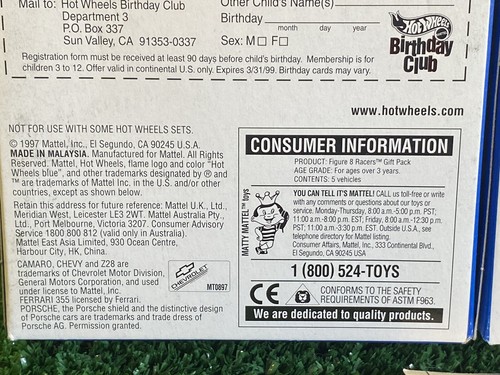 Mail to: Hot Wheels Birthday Club
Department 3
P.O. Box 337
Sun Valley, CA 91353-0337
Other Child's Name(s)
Birthday
month day year
Sex: M F
Registration form must be received at least 90 days before child's birthday. Membership is for
children 3 to 12. Offer valid in continental U.S. only. Expires 3/31/99. Birthday cards may vary.
Hot Wheels
Birthday
Club
www.hotwheels.com
NOT FOR USE WITH SOME HOT WHEELS SETS.
© 1997 Mattel, Inc., El Segundo, CA 90245 U.S.A.
MADE IN MALAYSIA. Manufactured for Mattel. All Rights
Reserved. Mattel, Hot Wheels, flame logo and color "Hot
Wheels blue", and other trademarks designated by ® and
™ are trademarks of Mattel Inc. in the U.S. and/or other
countries, except as shown below.
Retain this address for future reference: Mattel U.K., Ltd.,
Meridian West, Leicester LE3 2WT. Mattel Australia Pty.,
Ltd., Port Melbourne, Victoria 3207. Consumer Advisory
Service 1800 800 812 (valid only in Australia).
Mattel East Asia Limited, 930 Ocean Centre,
Harbour City, HK, China.
CAMARO, CHEVY and Z28 are
trademarks of Chevrolet Motor Division,
General Motors Corporation, and used
under license to Mattel, Inc.
FERRARI 355 licensed by Ferrari.
PORSCHE, the Porsche shield and the distinctive design
of Porsche cars are trademarks and trade dress of
Porsche AG. Permission granted.
CHEVROLET
MT0897
CONSUMER INFORMATION
PRODUCT: Figure 8 Racers™ Gift Pack
AGE GRADE: For ages over 3 years.
CONTENTS: 5 vehicles
MATTY MATTEL™ toys
YOU CAN TELL IT'S MATTEL! CALL us toll-free or write
with any comments or questions about our toys or
service. Monday-Thursday, 8:00 a.m.-5:00 p.m. PST;
11:00 a.m.-8:00 p.m. EST; Friday, 8:00 a.m.-12:30 p.m.
PST; 11:00 a.m.-3:30 p.m. EST. Outside U.S.A., see
telephone directory for Mattel listing.
Consumer Affairs, Mattel, Inc., 333 Continental Blvd.,
El Segundo, CA 90245 USA
1 (800) 524-TOYS
CE
CONFORMS TO THE SAFETY
REQUIREMENTS OF ASTM F963.
We are dedicated to quality products.